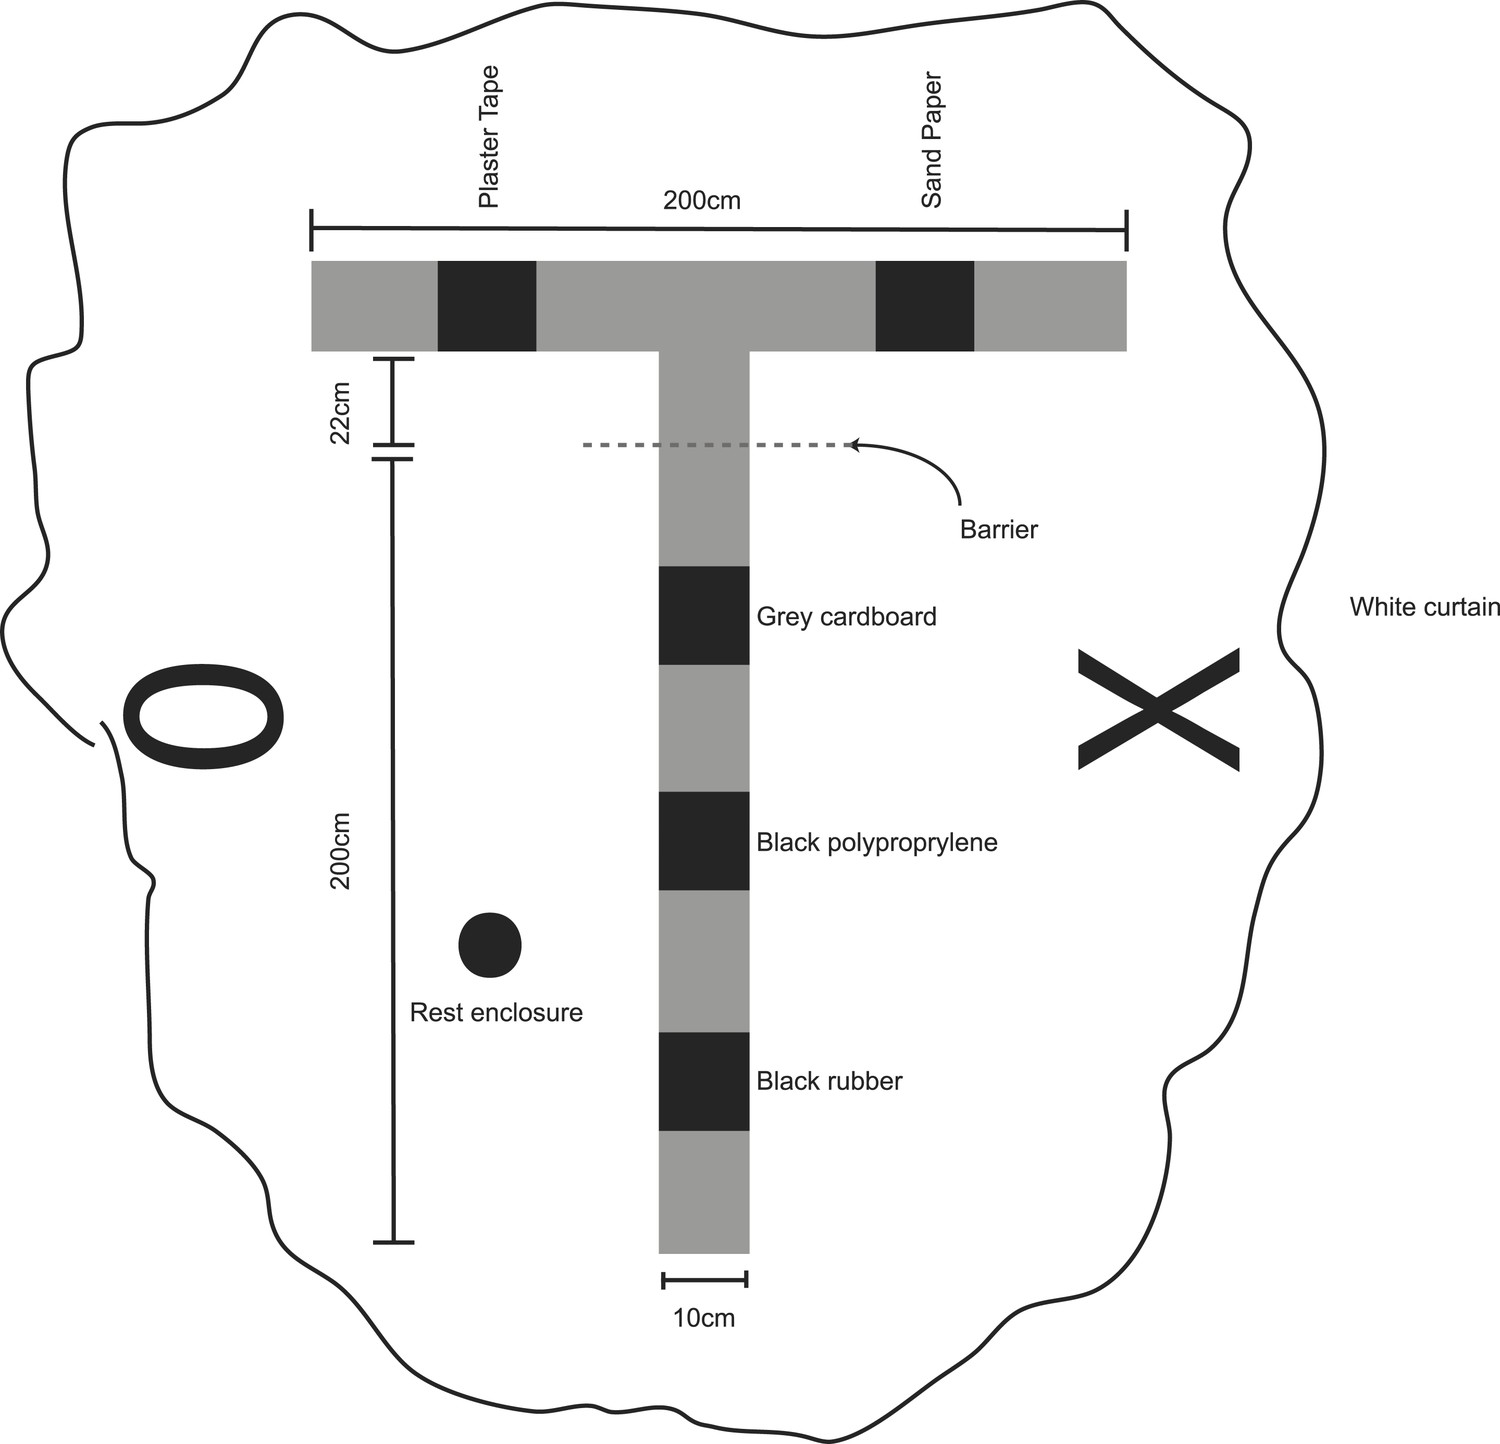 Plaster Tape
Sand Paper
200cm
22cm
Barrier
Grey cardboard
White curtain
O
X
Black polyproprylene
200cm
Rest enclosure
Black rubber
10cm